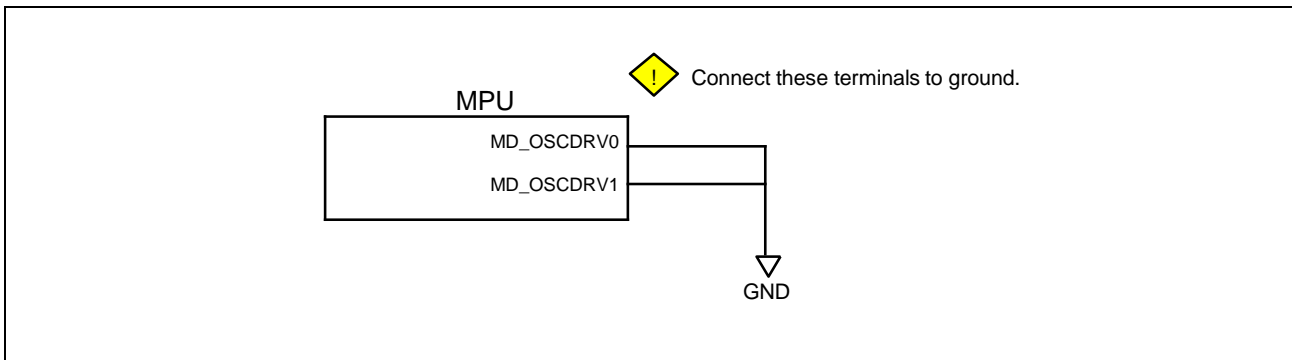 ! Connect these terminals to ground.
MPU
MD_OSCDRV0
MD_OSCDRV1
GND